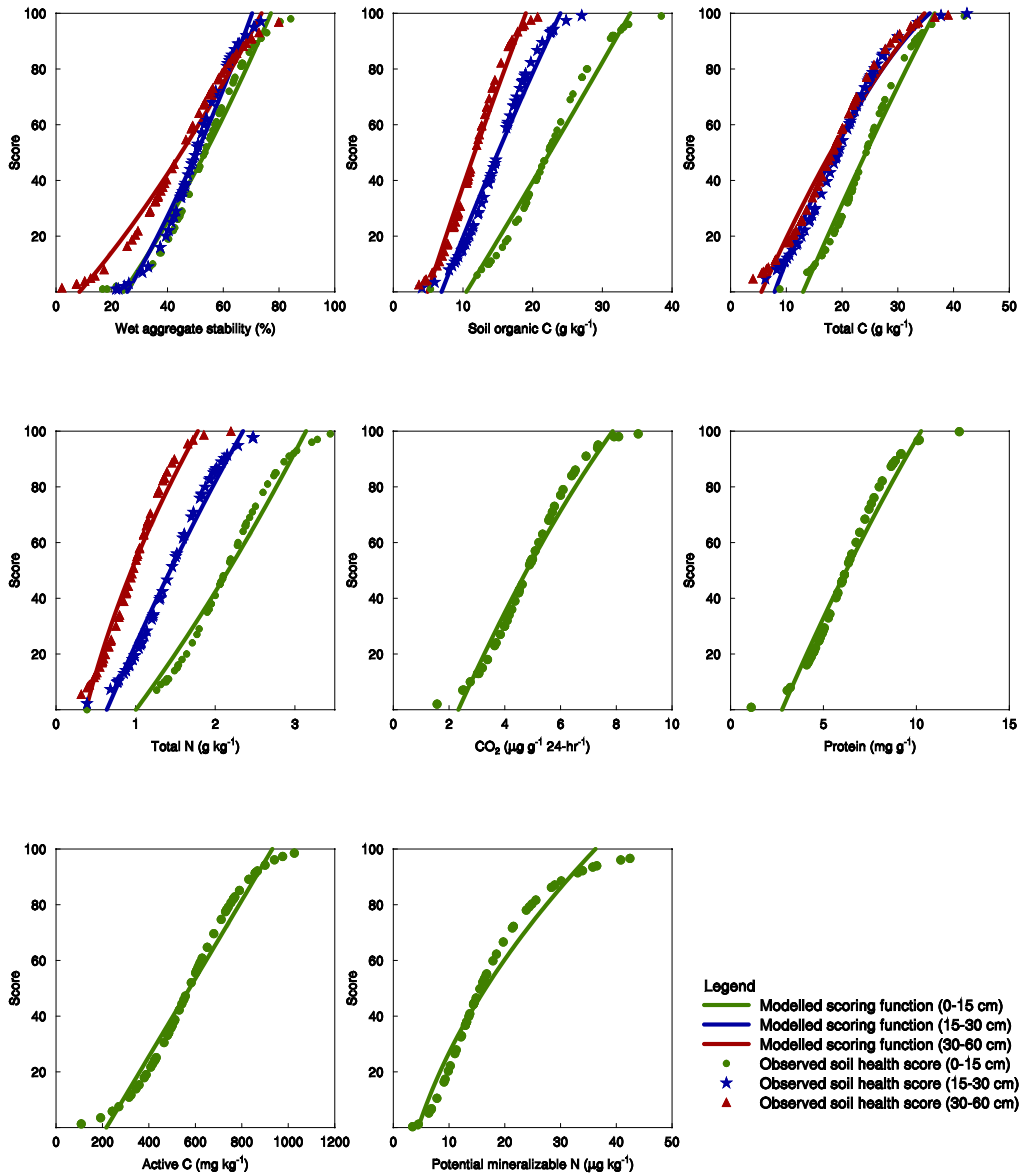 100
80
60
40
20
Score
0 20 40 60 80 100
Wet aggregate stability (%)
100
80
60
40
20
Score
0 10 20 30 40
Soil organic C (g kg⁻¹)
100
80
60
40
20
Score
0 10 20 30 40 50
Total C (g kg⁻¹)
100
80
60
40
20
Score
0 1 2 3
Total N (g kg⁻¹)
100
80
60
40
20
Score
0 2 4 6 8 10
CO₂ (µg g⁻¹ 24-hr⁻¹)
100
80
60
40
20
Score
0 5 10 15
Protein (mg g⁻¹)
100
80
60
40
20
Score
0 200 400 600 800 1000 1200
Active C (mg kg⁻¹)
100
80
60
40
20
Score
0 10 20 30 40 50
Potential mineralizable N (µg kg⁻¹)
Legend
Modelled scoring function (0-15 cm)
Modelled scoring function (15-30 cm)
Modelled scoring function (30-60 cm)
Observed soil health score (0-15 cm)
Observed soil health score (15-30 cm)
Observed soil health score (30-60 cm)